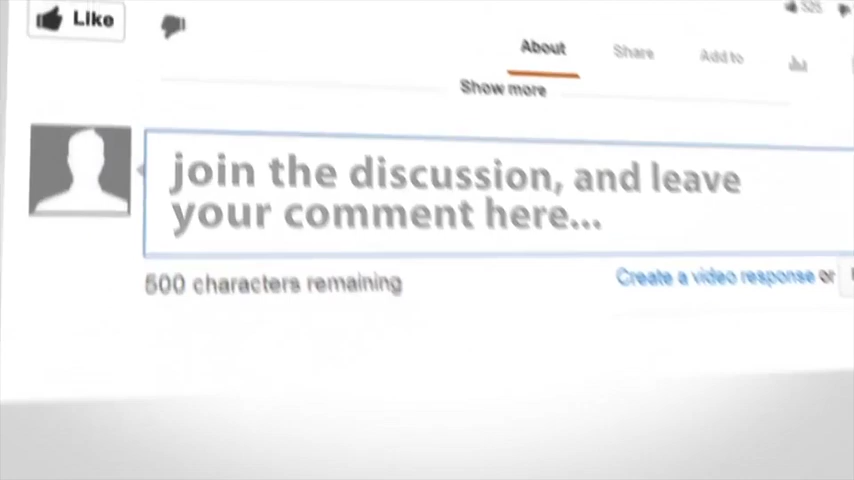 Like
525
About
Share
Add to
Show more
join the discussion, and leave
your comment here...
500 characters remaining
Create a video response or